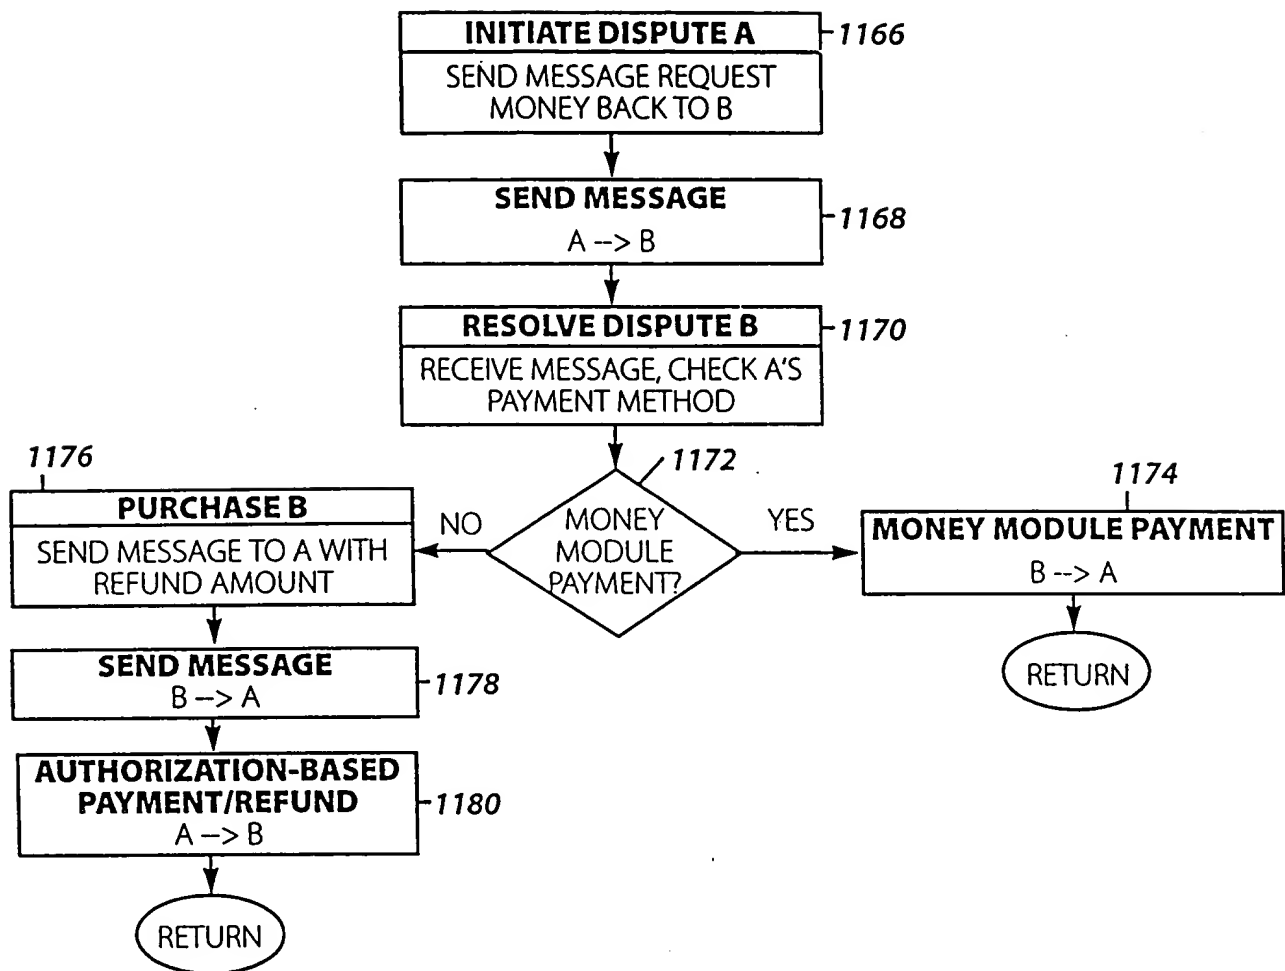 INITIATE DISPUTE A
1166
SEND MESSAGE REQUEST
MONEY BACK TO B
SEND MESSAGE
A --> B
1168
RESOLVE DISPUTE B
1170
RECEIVE MESSAGE, CHECK A'S
PAYMENT METHOD
1172
MONEY
MODULE
PAYMENT?
NO
YES
1176
PURCHASE B
SEND MESSAGE TO A WITH
REFUND AMOUNT
SEND MESSAGE
B --> A
1178
AUTHORIZATION-BASED
PAYMENT/REFUND
A --> B
1180
RETURN
1174
MONEY MODULE PAYMENT
B --> A
RETURN